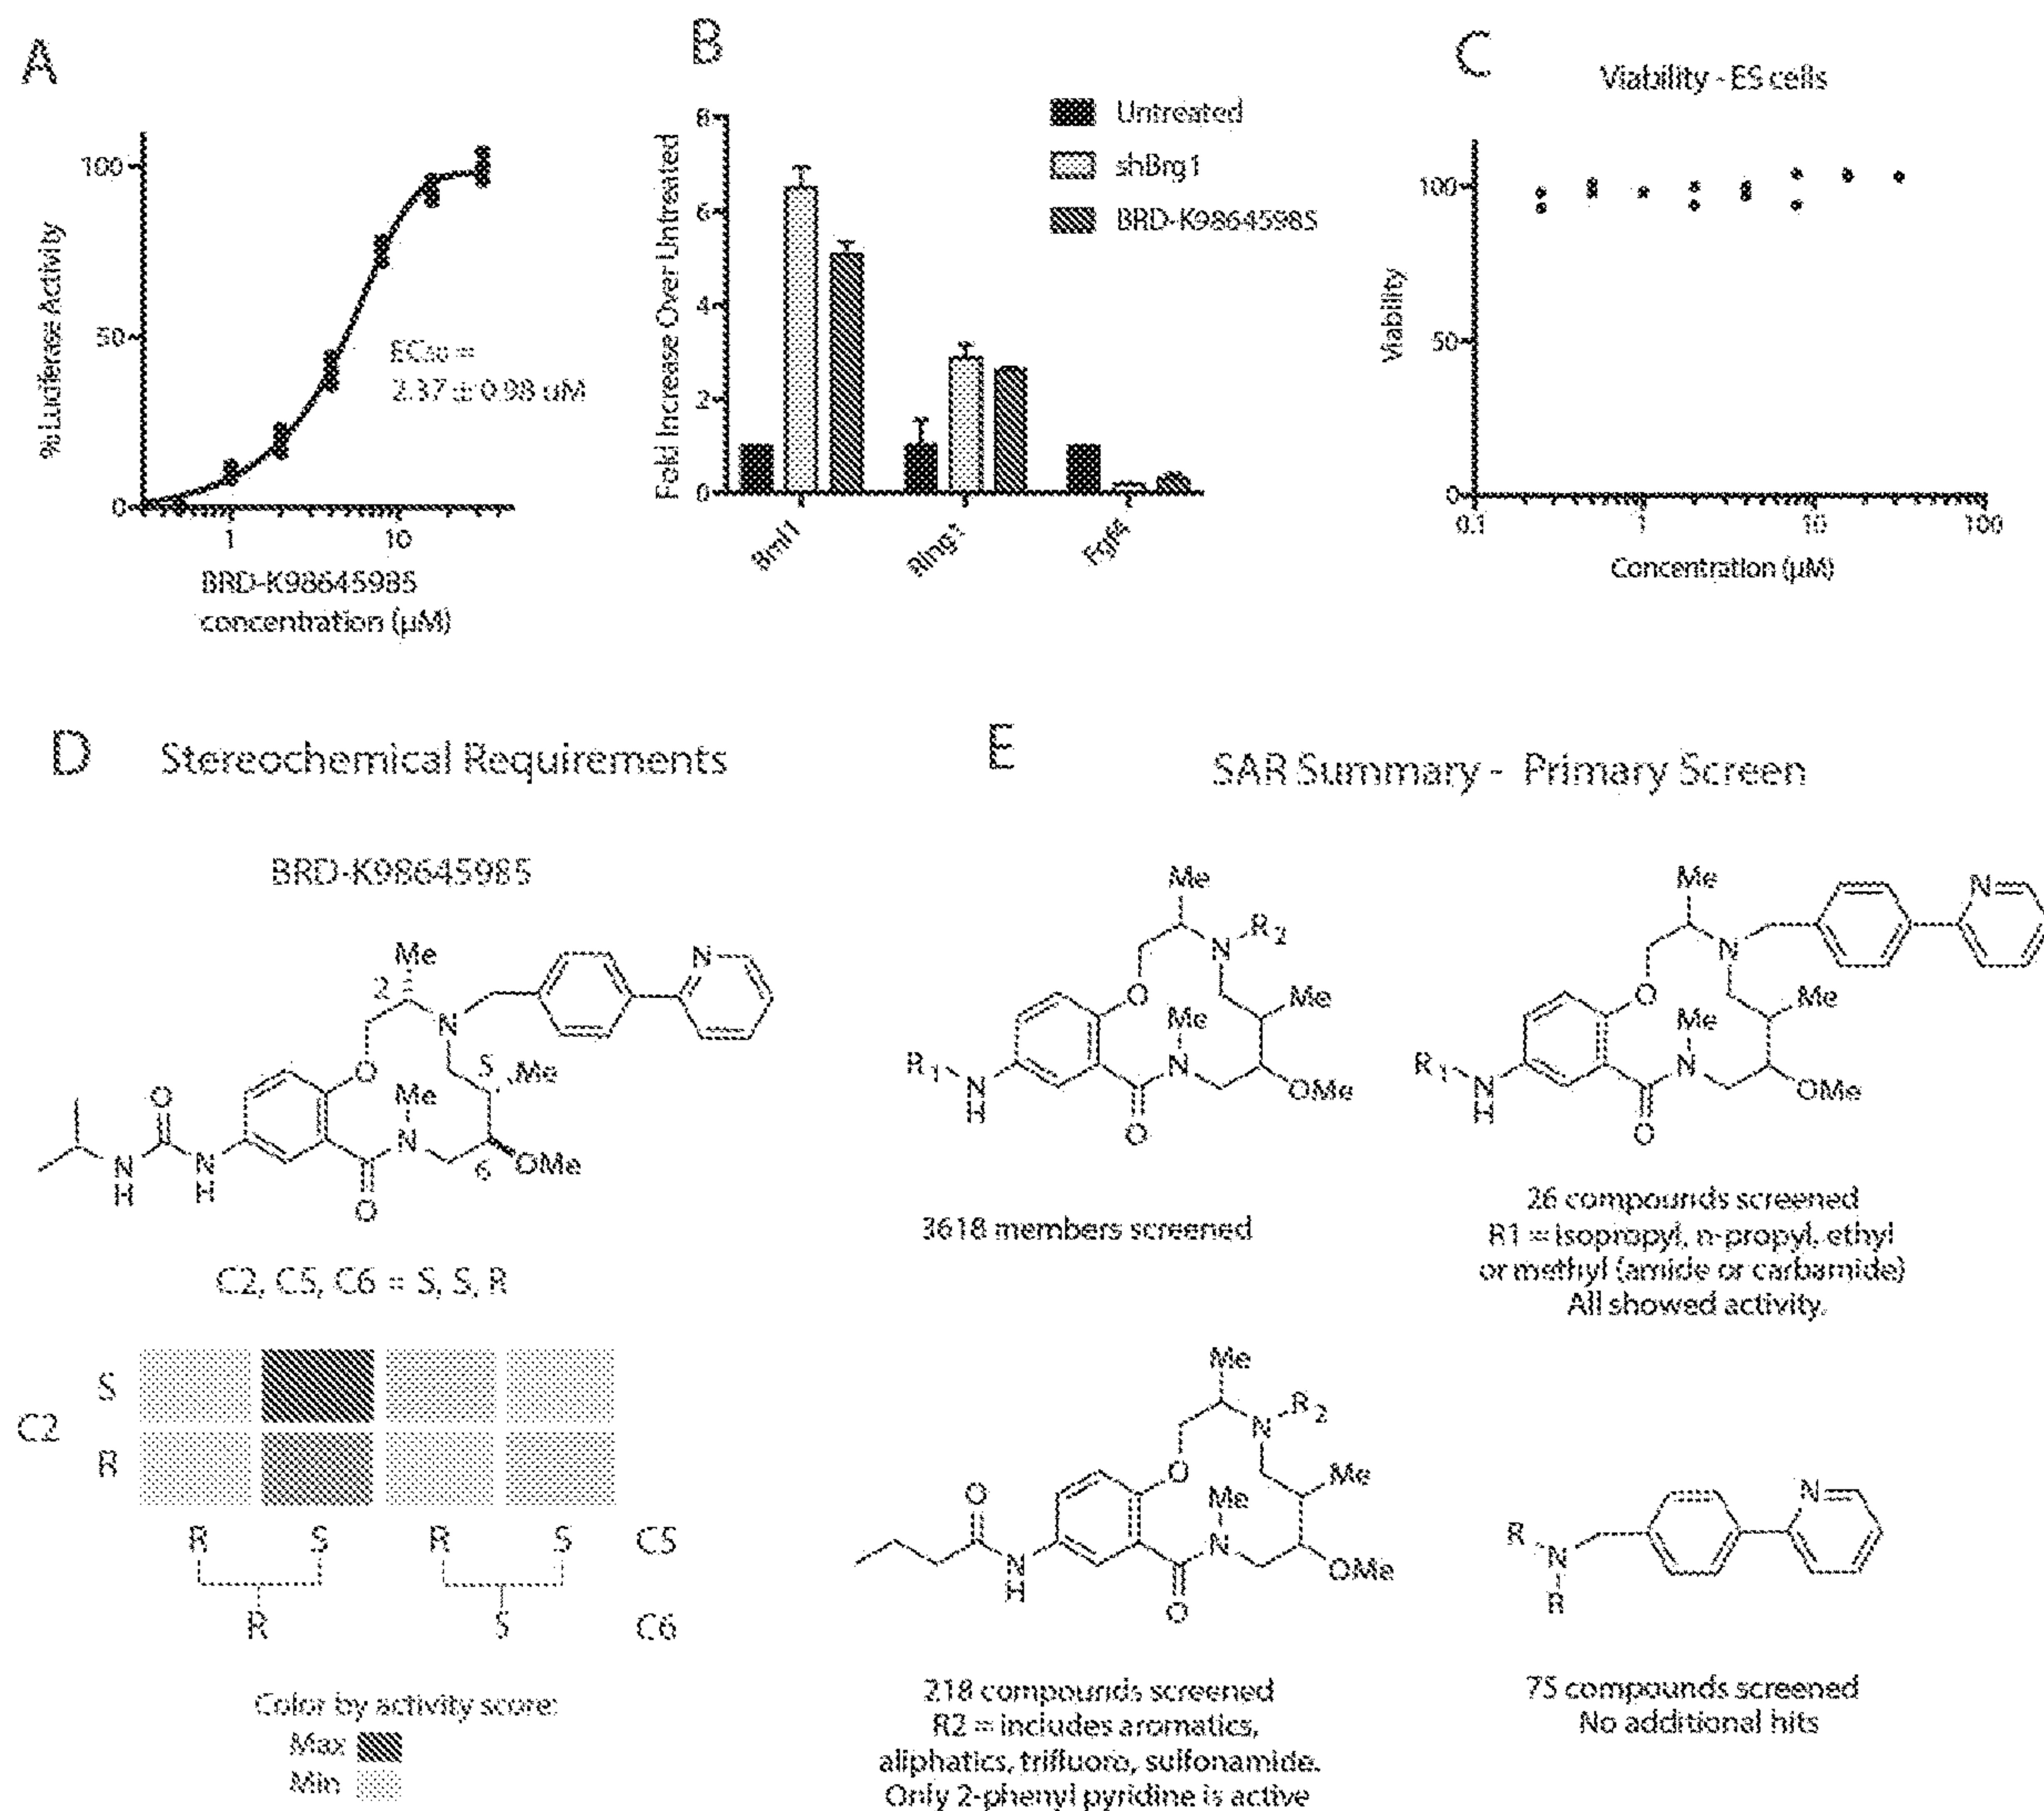 A
100
50
0
% Luciferase Activity
EC50 =
2.37 ± 0.98 uM
1
10
BRD-K98645985
concentration (µM)
B
Fold Increase Over Untreated
8
6
4
2
0
Untreated
shBrg1
BRD-K98645985
Bmi1
Ring1
Fgf4
C
Viability - ES cells
Viability
100
50
0
0.1
1
10
100
Concentration (µM)
D
Stereochemical Requirements
BRD-K98645985
Me
2
N
N
5
Me
O
Me
O
N
H
N
H
N
6
OMe
O
C2, C5, C6 = S, S, R
C2
S
R
R
S
R
S
C5
R
S
C6
Color by activity score:
Max
Min
E
SAR Summary - Primary Screen
Me
N
R2
O
Me
Me
R1
N
H
N
OMe
O
3618 members screened
Me
N
N
O
Me
Me
R1
N
H
N
OMe
O
26 compounds screened
R1 = isopropyl, n-propyl, ethyl
or methyl (amide or carbamide)
All showed activity.
Me
N
R2
O
Me
Me
O
N
H
N
OMe
O
218 compounds screened
R2 = includes aromatics,
aliphatics, trifluoro, sulfonamide.
Only 2-phenyl pyridine is active
R
N
R
N
75 compounds screened
No additional hits